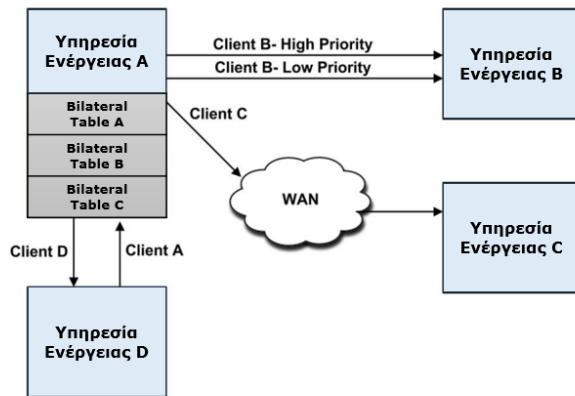 Υπηρεσία
Ενέργειας A
Client B- High Priority
Client B- Low Priority
Υπηρεσία
Ενέργειας B
Bilateral
Table A
Bilateral
Table B
Bilateral
Table C
Client C
WAN
Υπηρεσία
Ενέργειας C
Client D
Client A
Υπηρεσία
Ενέργειας D